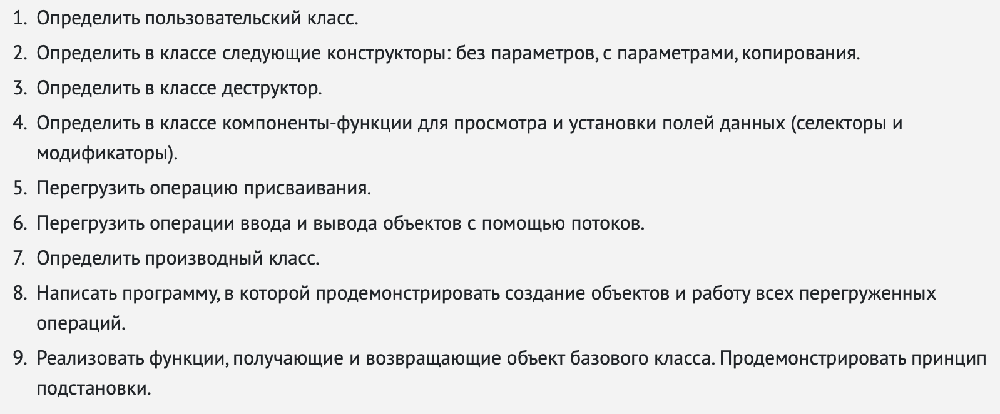 1. Определить пользовательский класс.
2. Определить в классе следующие конструкторы: без параметров, с параметрами, копирования.
3. Определить в классе деструктор.
4. Определить в классе компоненты-функции для просмотра и установки полей данных (селекторы и
модификаторы).
5. Перегрузить операцию присваивания.
6. Перегрузить операции ввода и вывода объектов с помощью потоков.
7. Определить производный класс.
8. Написать программу, в которой продемонстрировать создание объектов и работу всех перегруженных
операций.
9. Реализовать функции, получающие и возвращающие объект базового класса. Продемонстрировать принцип
подстановки.